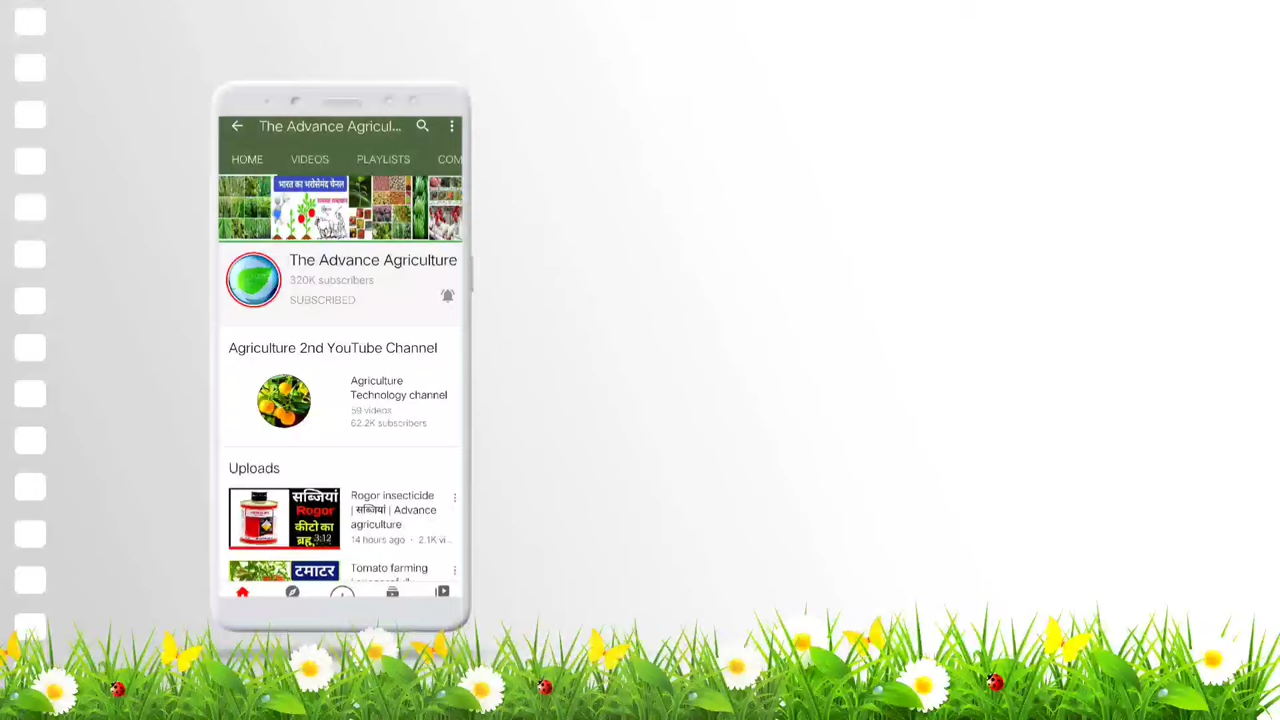 The Advance Agricul...
HOME VIDEOS PLAYLISTS COM
भारत का भरोसेमंद चैनल
The Advance Agriculture
320K subscribers
SUBSCRIBED
Agriculture 2nd YouTube Channel
Agriculture
Technology channel
59 videos
62.2K subscribers
Uploads
सब्जियां
Rogor
कीटो का
3:12
Rogor insecticide
| सब्जियां | Advance
agriculture
14 hours ago · 2.1K vi...
टमाटर
Tomato farming